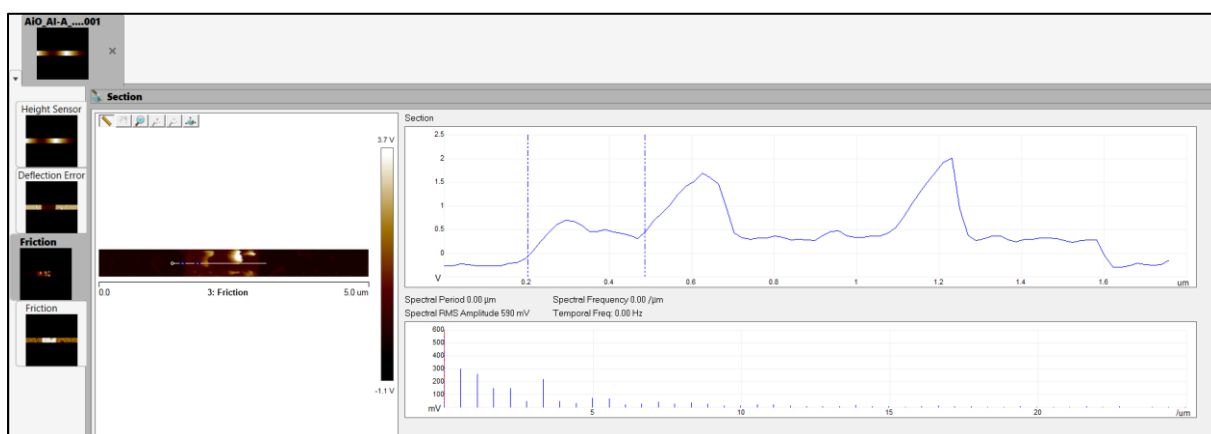 AiO_AI-A_....001
Section
Height Sensor
Deflection Error
Friction
Friction
3.7 V
-1.1 V
0.0
3: Friction
5.0 um
Section
2.5
2
1.5
1
0.5
0
V
0.2
0.4
0.6
0.8
1
1.2
1.4
1.6
um
Spectral Period 0.00 µm
Spectral Frequency 0.00 /µm
Spectral RMS Amplitude 590 mV
Temporal Freq: 0.00 Hz
600
500
400
300
200
100
mV
5
10
15
20
/um